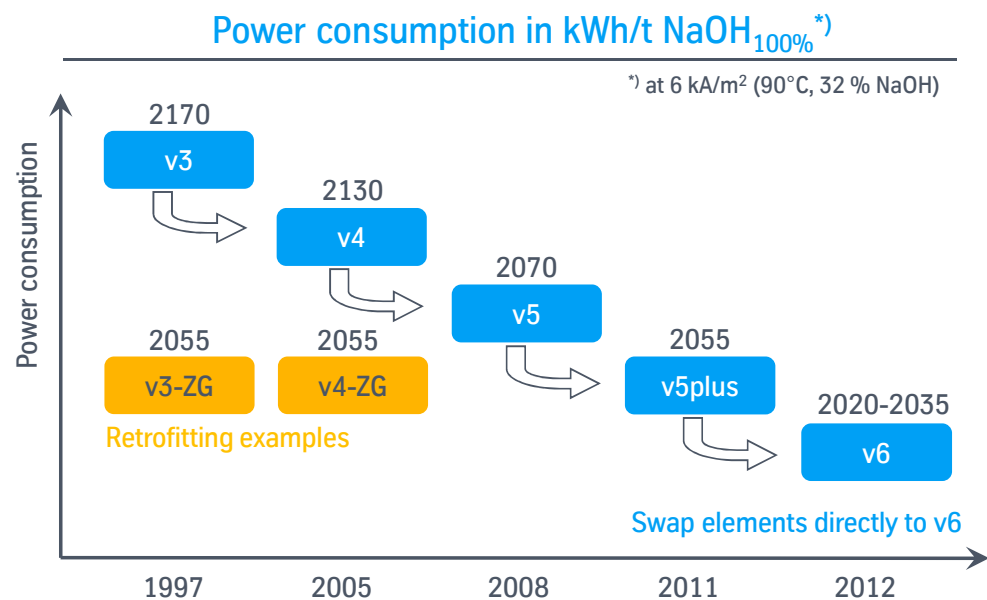 Power consumption in kWh/t NaOH100%*)
*) at 6 kA/m² (90°C, 32 % NaOH)
Power consumption
2170
v3
2130
v4
2070
v5
2055
v3-ZG
2055
v4-ZG
2055
v5plus
Retrofitting examples
2020-2035
v6
Swap elements directly to v6
1997 2005 2008 2011 2012